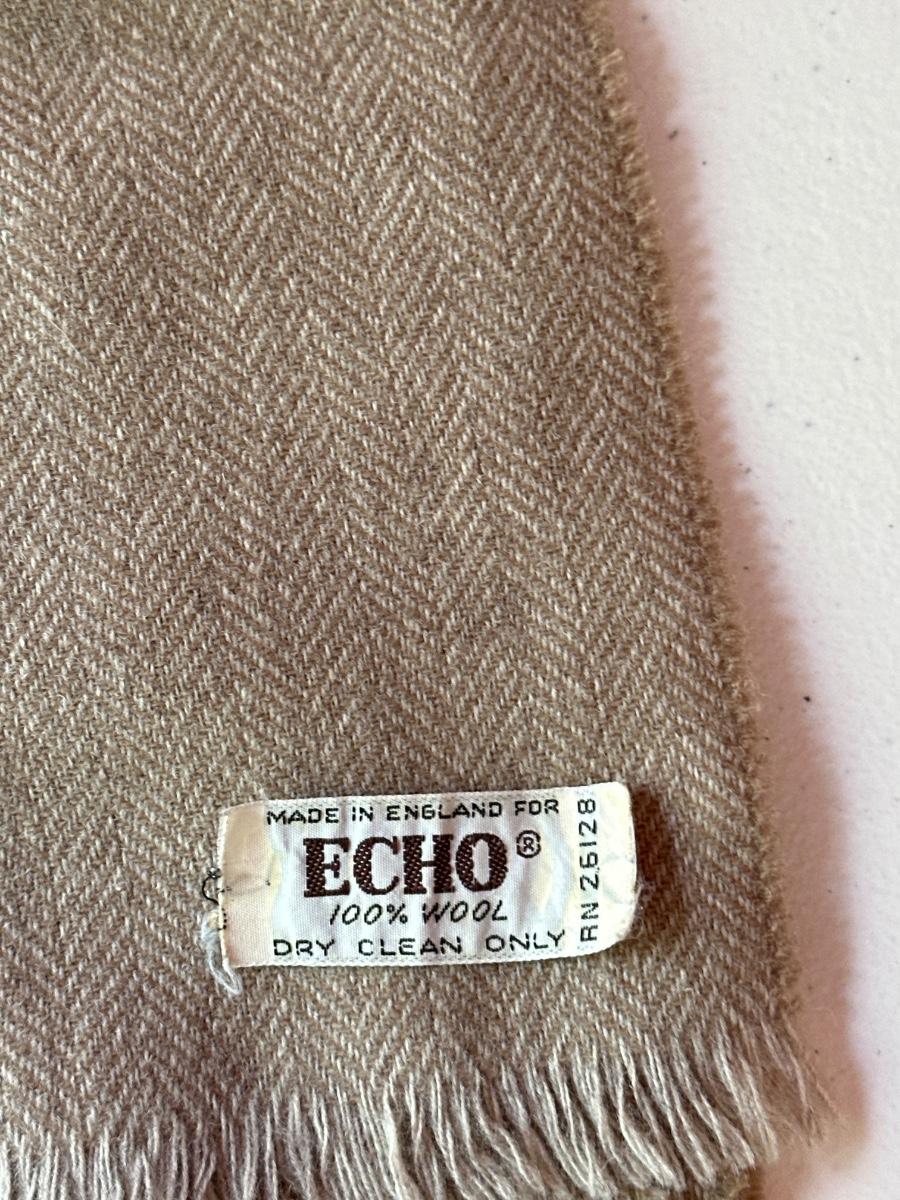 MADE IN ENGLAND FOR
ECHO®
100% WOOL
DRY CLEAN ONLY
RN 26128